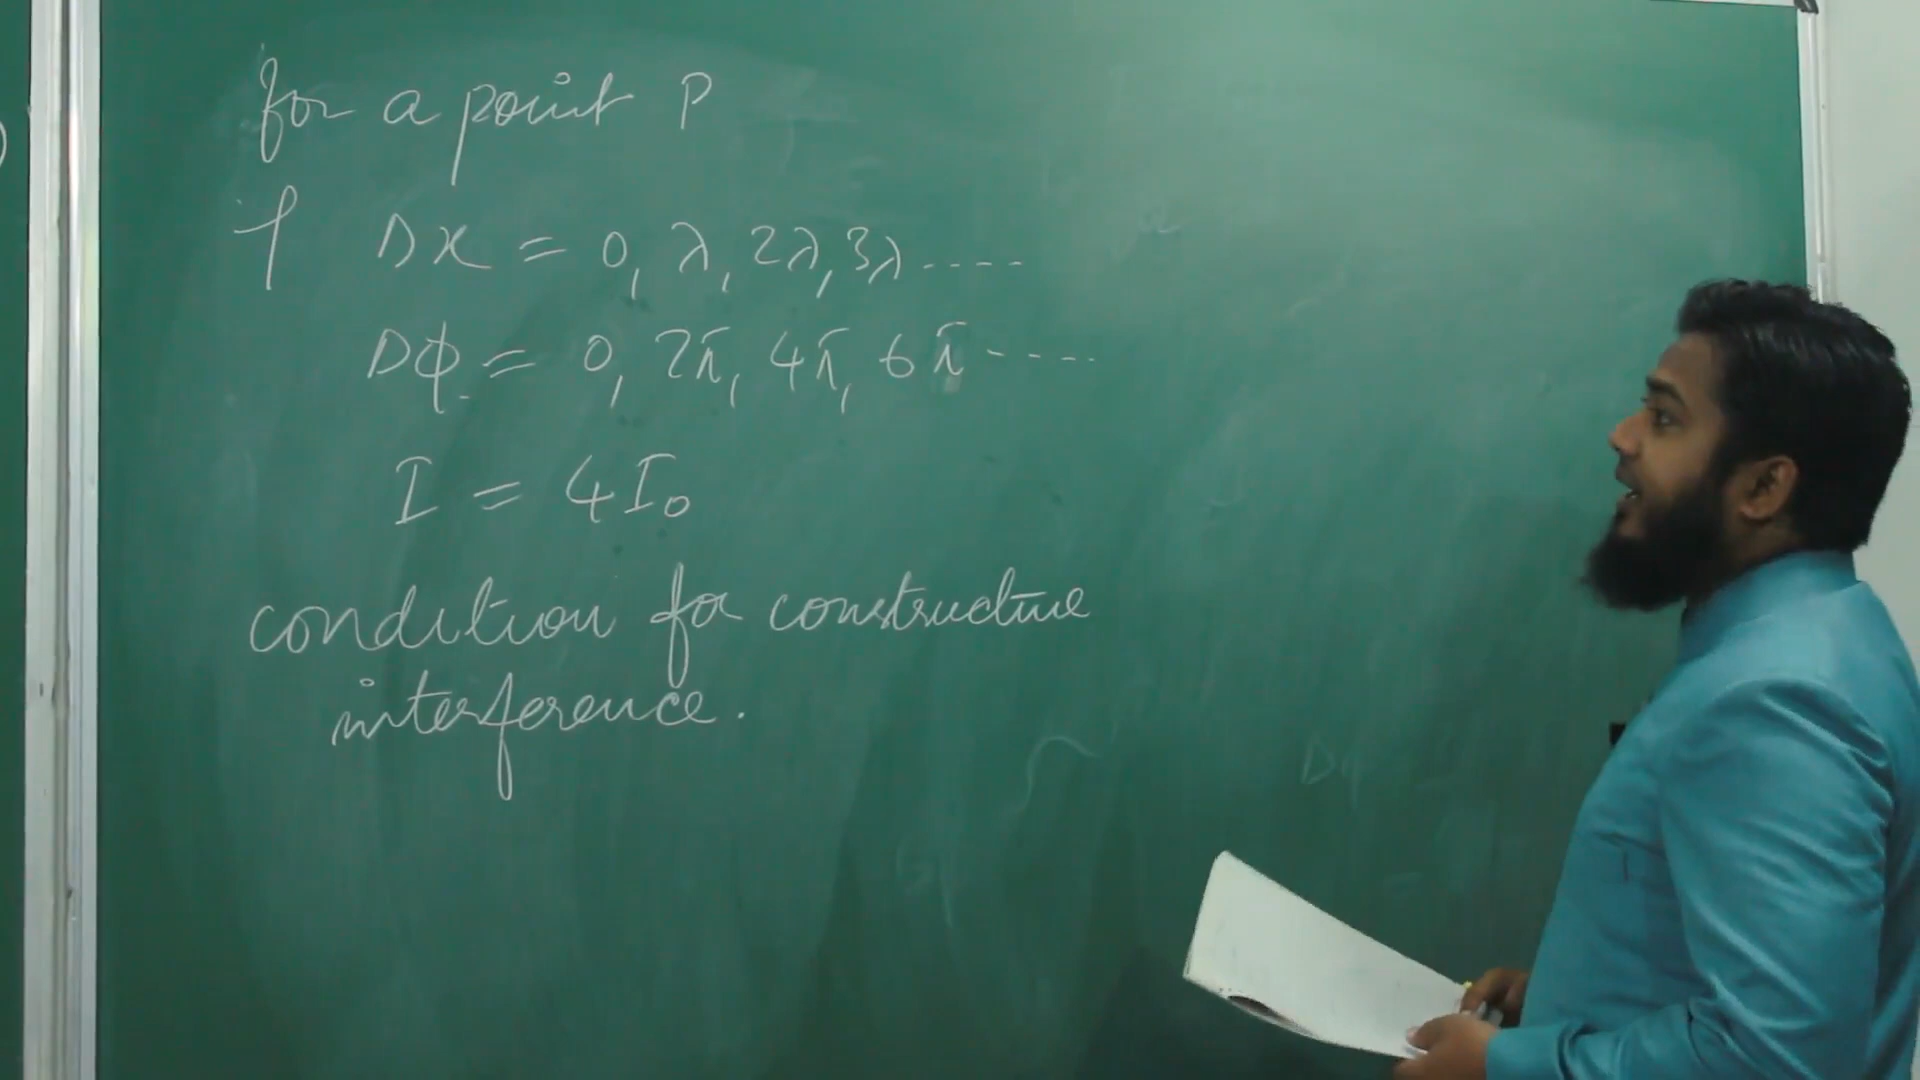 for a point P
if Δx = 0, λ, 2λ, 3λ ....
Δϕ = 0, 2π, 4π, 6π ....
I = 4I₀
condition for constructive
interference.